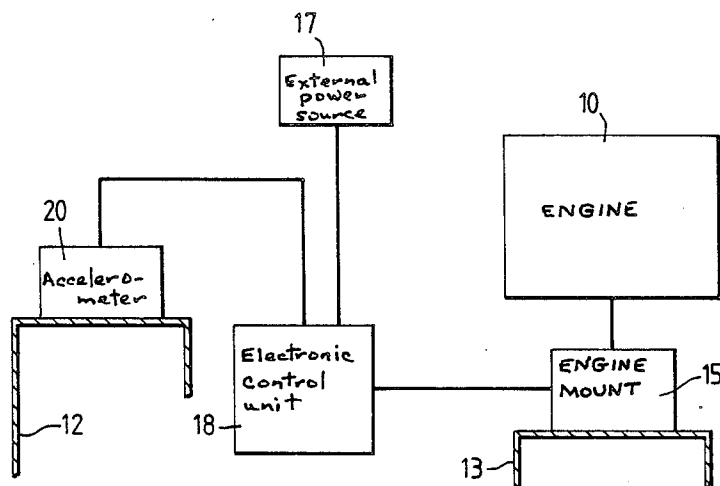 17
External
power
source
10
ENGINE
20
Accelero-
meter
Electronic
control
unit
18
ENGINE
MOUNT
15
12
13